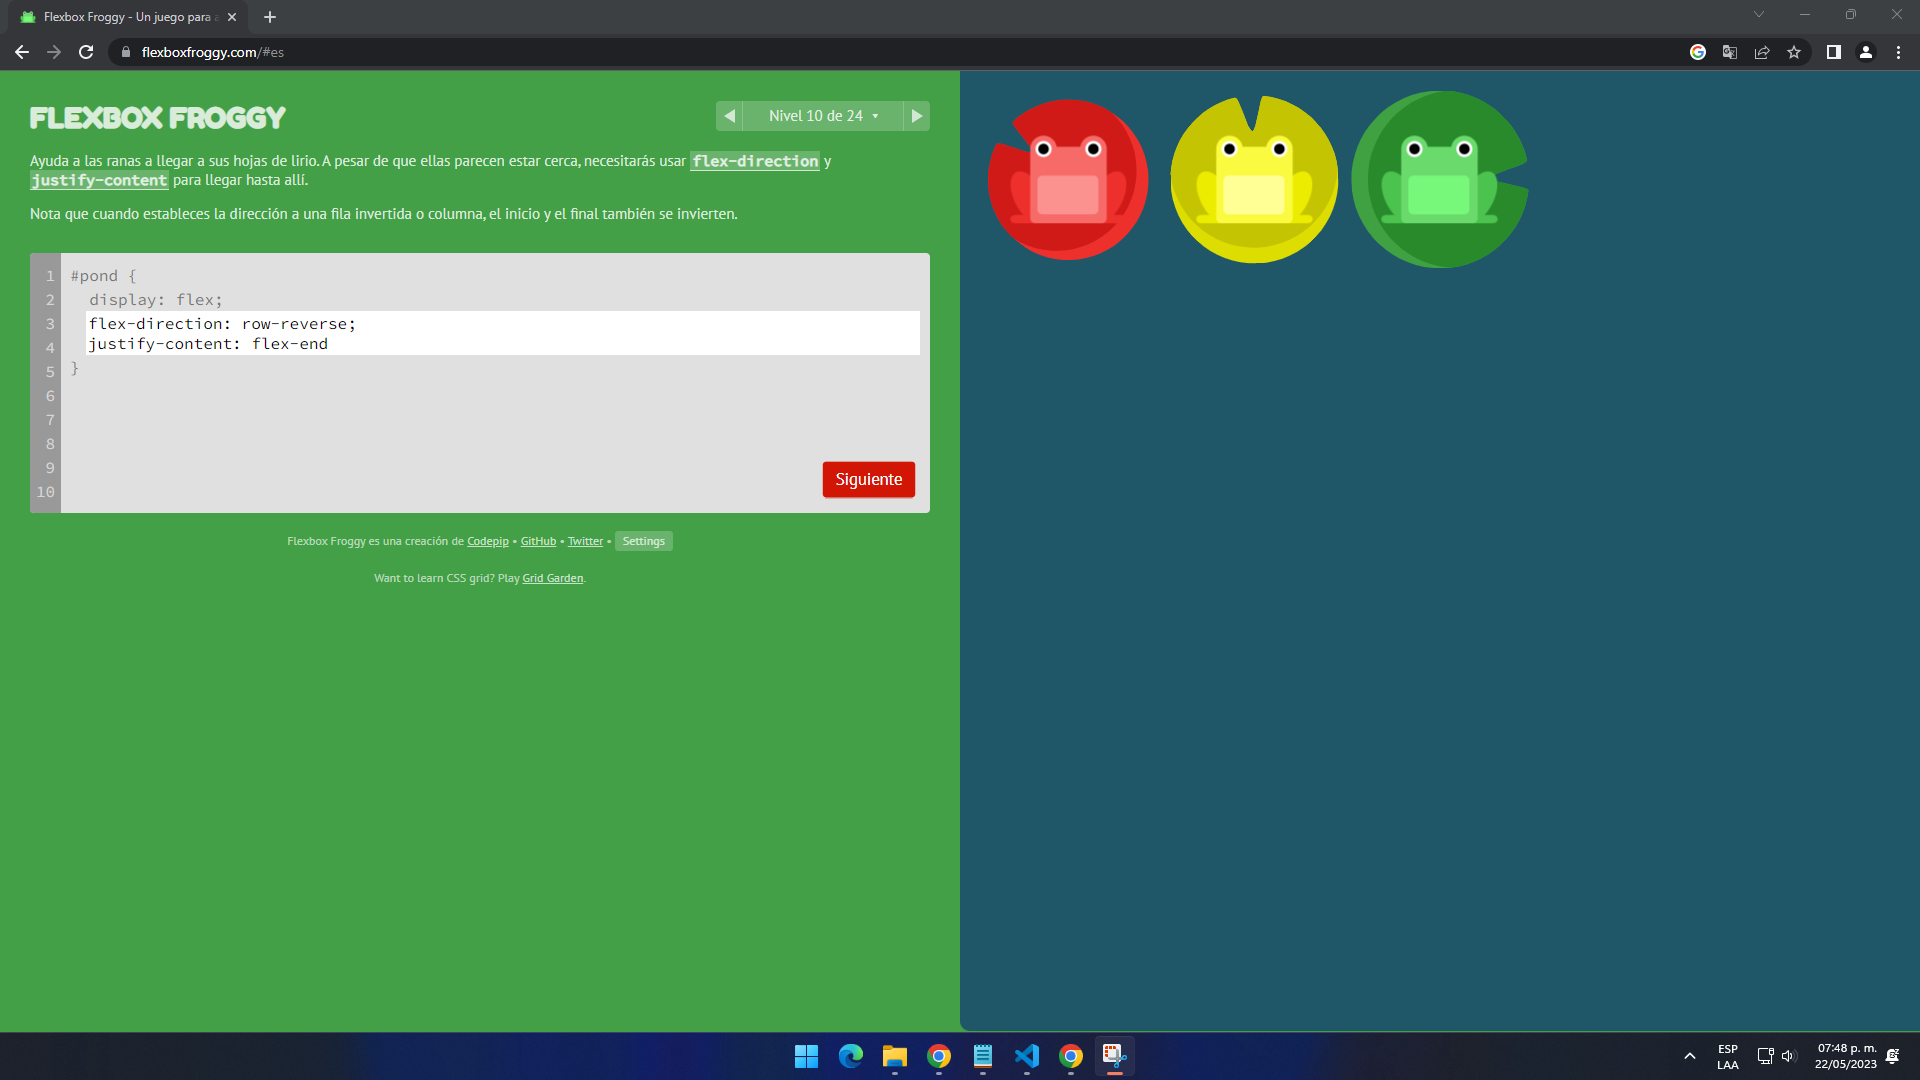 Flexbox Froggy - Un juego para a
flexboxfroggy.com/#es
FLEXBOX FROGGY
Nivel 10 de 24
Ayuda a las ranas a llegar a sus hojas de lirio. A pesar de que ellas parecen estar cerca, necesitarás usar flex-direction y
justify-content para llegar hasta allí.
Nota que cuando estableces la dirección a una fila invertida o columna, el inicio y el final también se invierten.
1 #pond {
2 display: flex;
3 flex-direction: row-reverse;
4 justify-content: flex-end
5 }
6
7
8
9
10
Siguiente
Flexbox Froggy es una creación de Codepip • GitHub • Twitter • Settings
Want to learn CSS grid? Play Grid Garden.
ESP
LAA
07:48 p. m.
22/05/2023